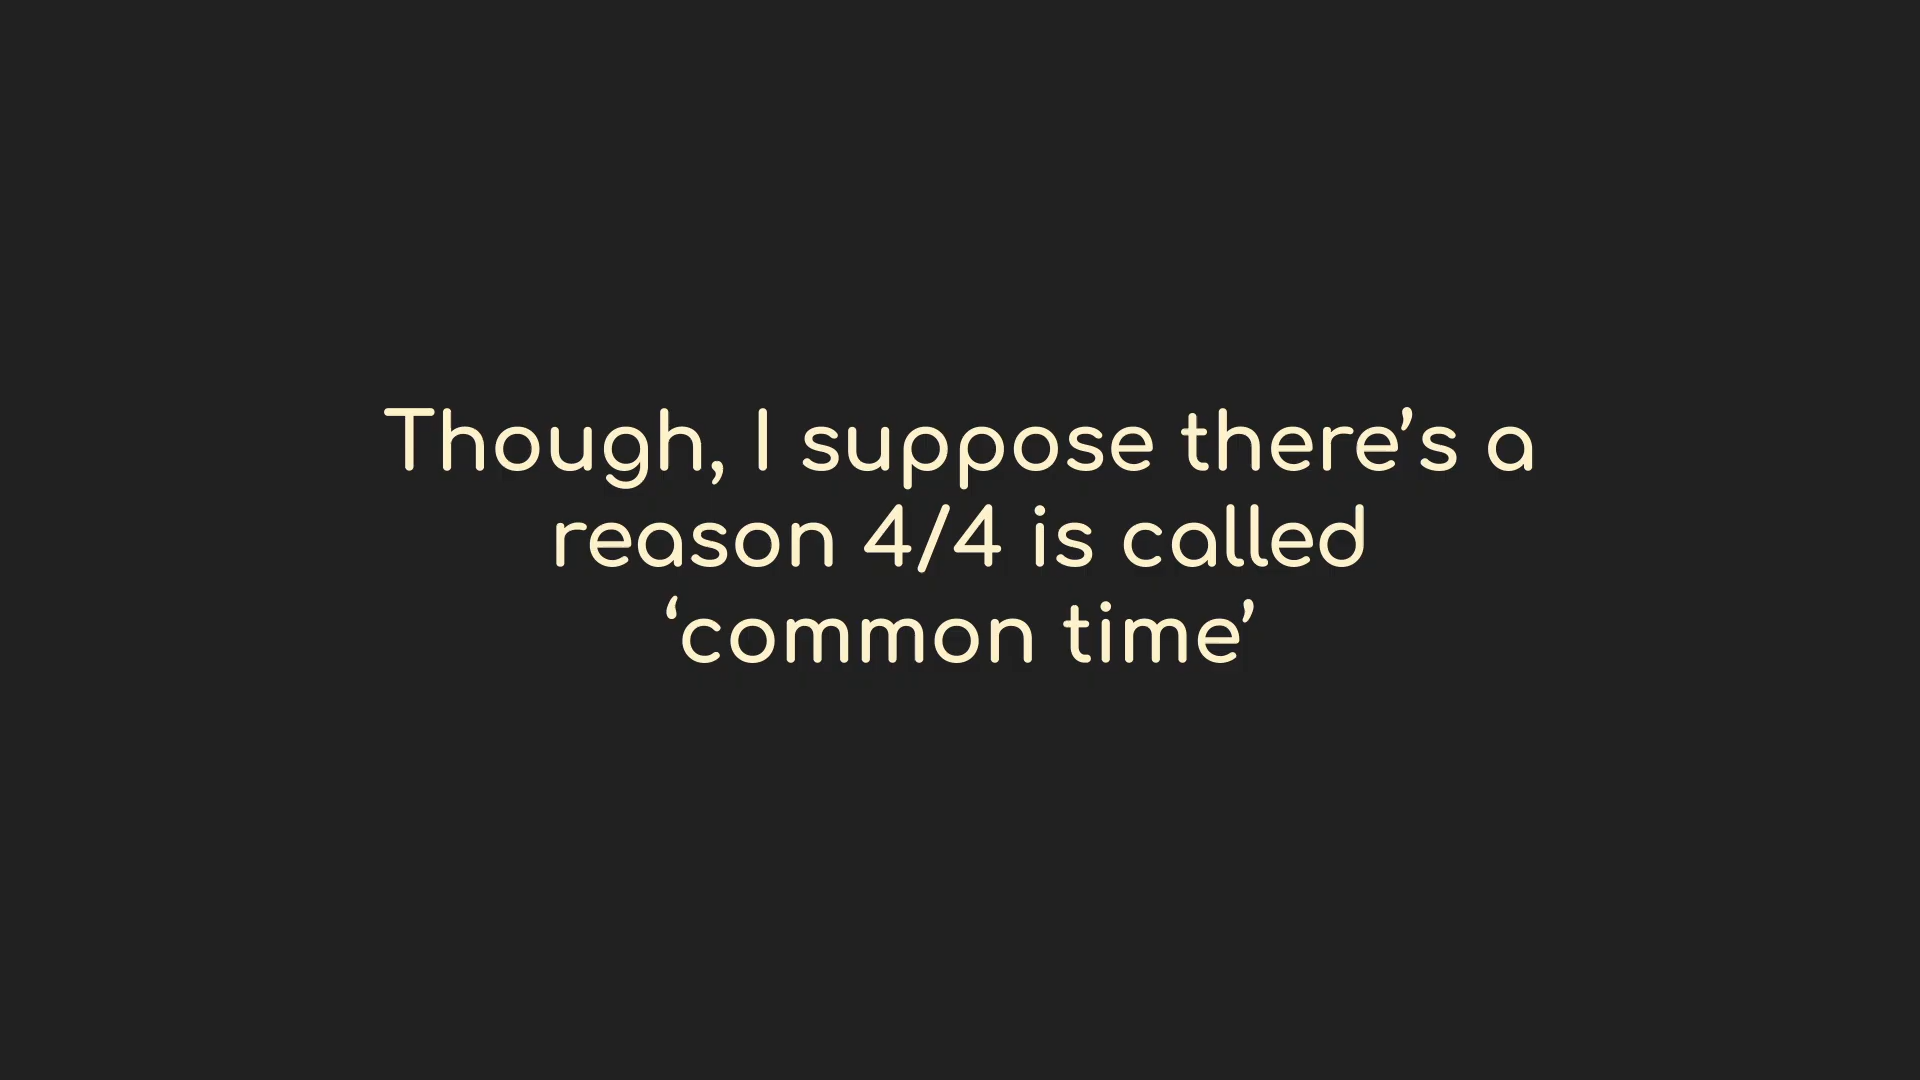 Though, I suppose there’s a
reason 4/4 is called
‘common time’